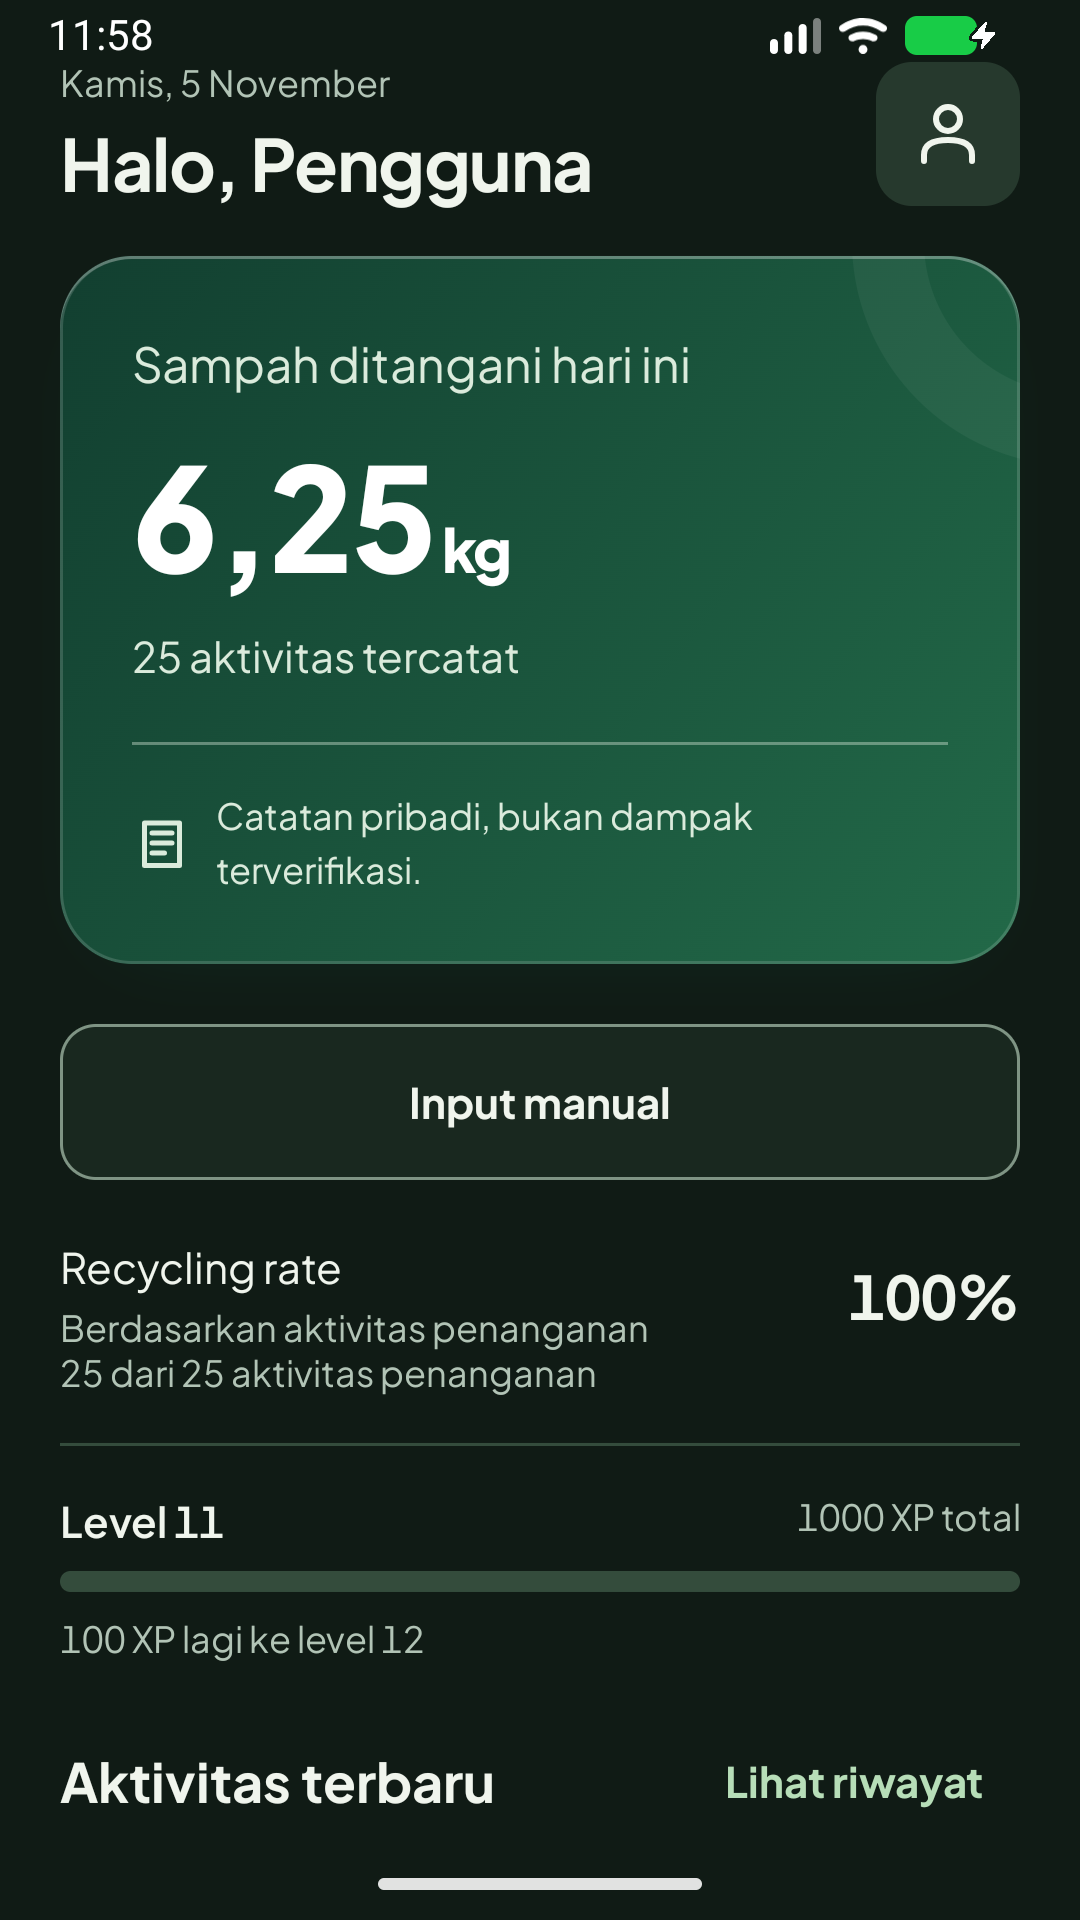 11:58
Kamis, 5 November
Halo, Pengguna
Sampah ditangani hari ini
6,25 kg
25 aktivitas tercatat
Catatan pribadi, bukan dampak
terverifikasi.
Input manual
Recycling rate
100%
Berdasarkan aktivitas penanganan
25 dari 25 aktivitas penanganan
Level 11
1000 XP total
100 XP lagi ke level 12
Aktivitas terbaru
Lihat riwayat